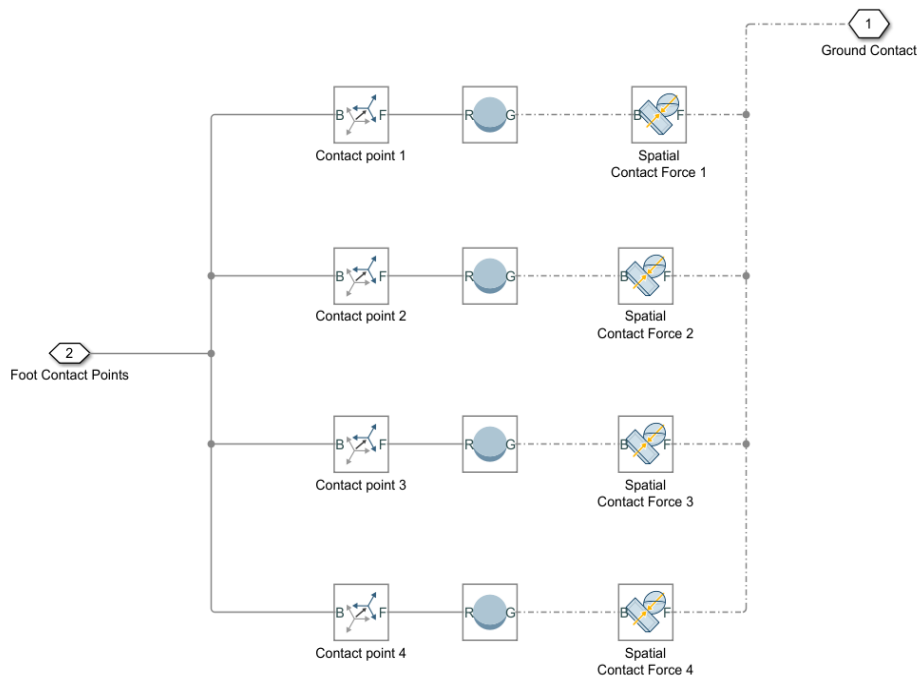 1
Ground Contact
B F
R G
B F
Contact point 1
Spatial
Contact Force 1
B F
R G
B F
Contact point 2
Spatial
Contact Force 2
2
Foot Contact Points
B F
R G
B F
Contact point 3
Spatial
Contact Force 3
B F
R G
B F
Contact point 4
Spatial
Contact Force 4